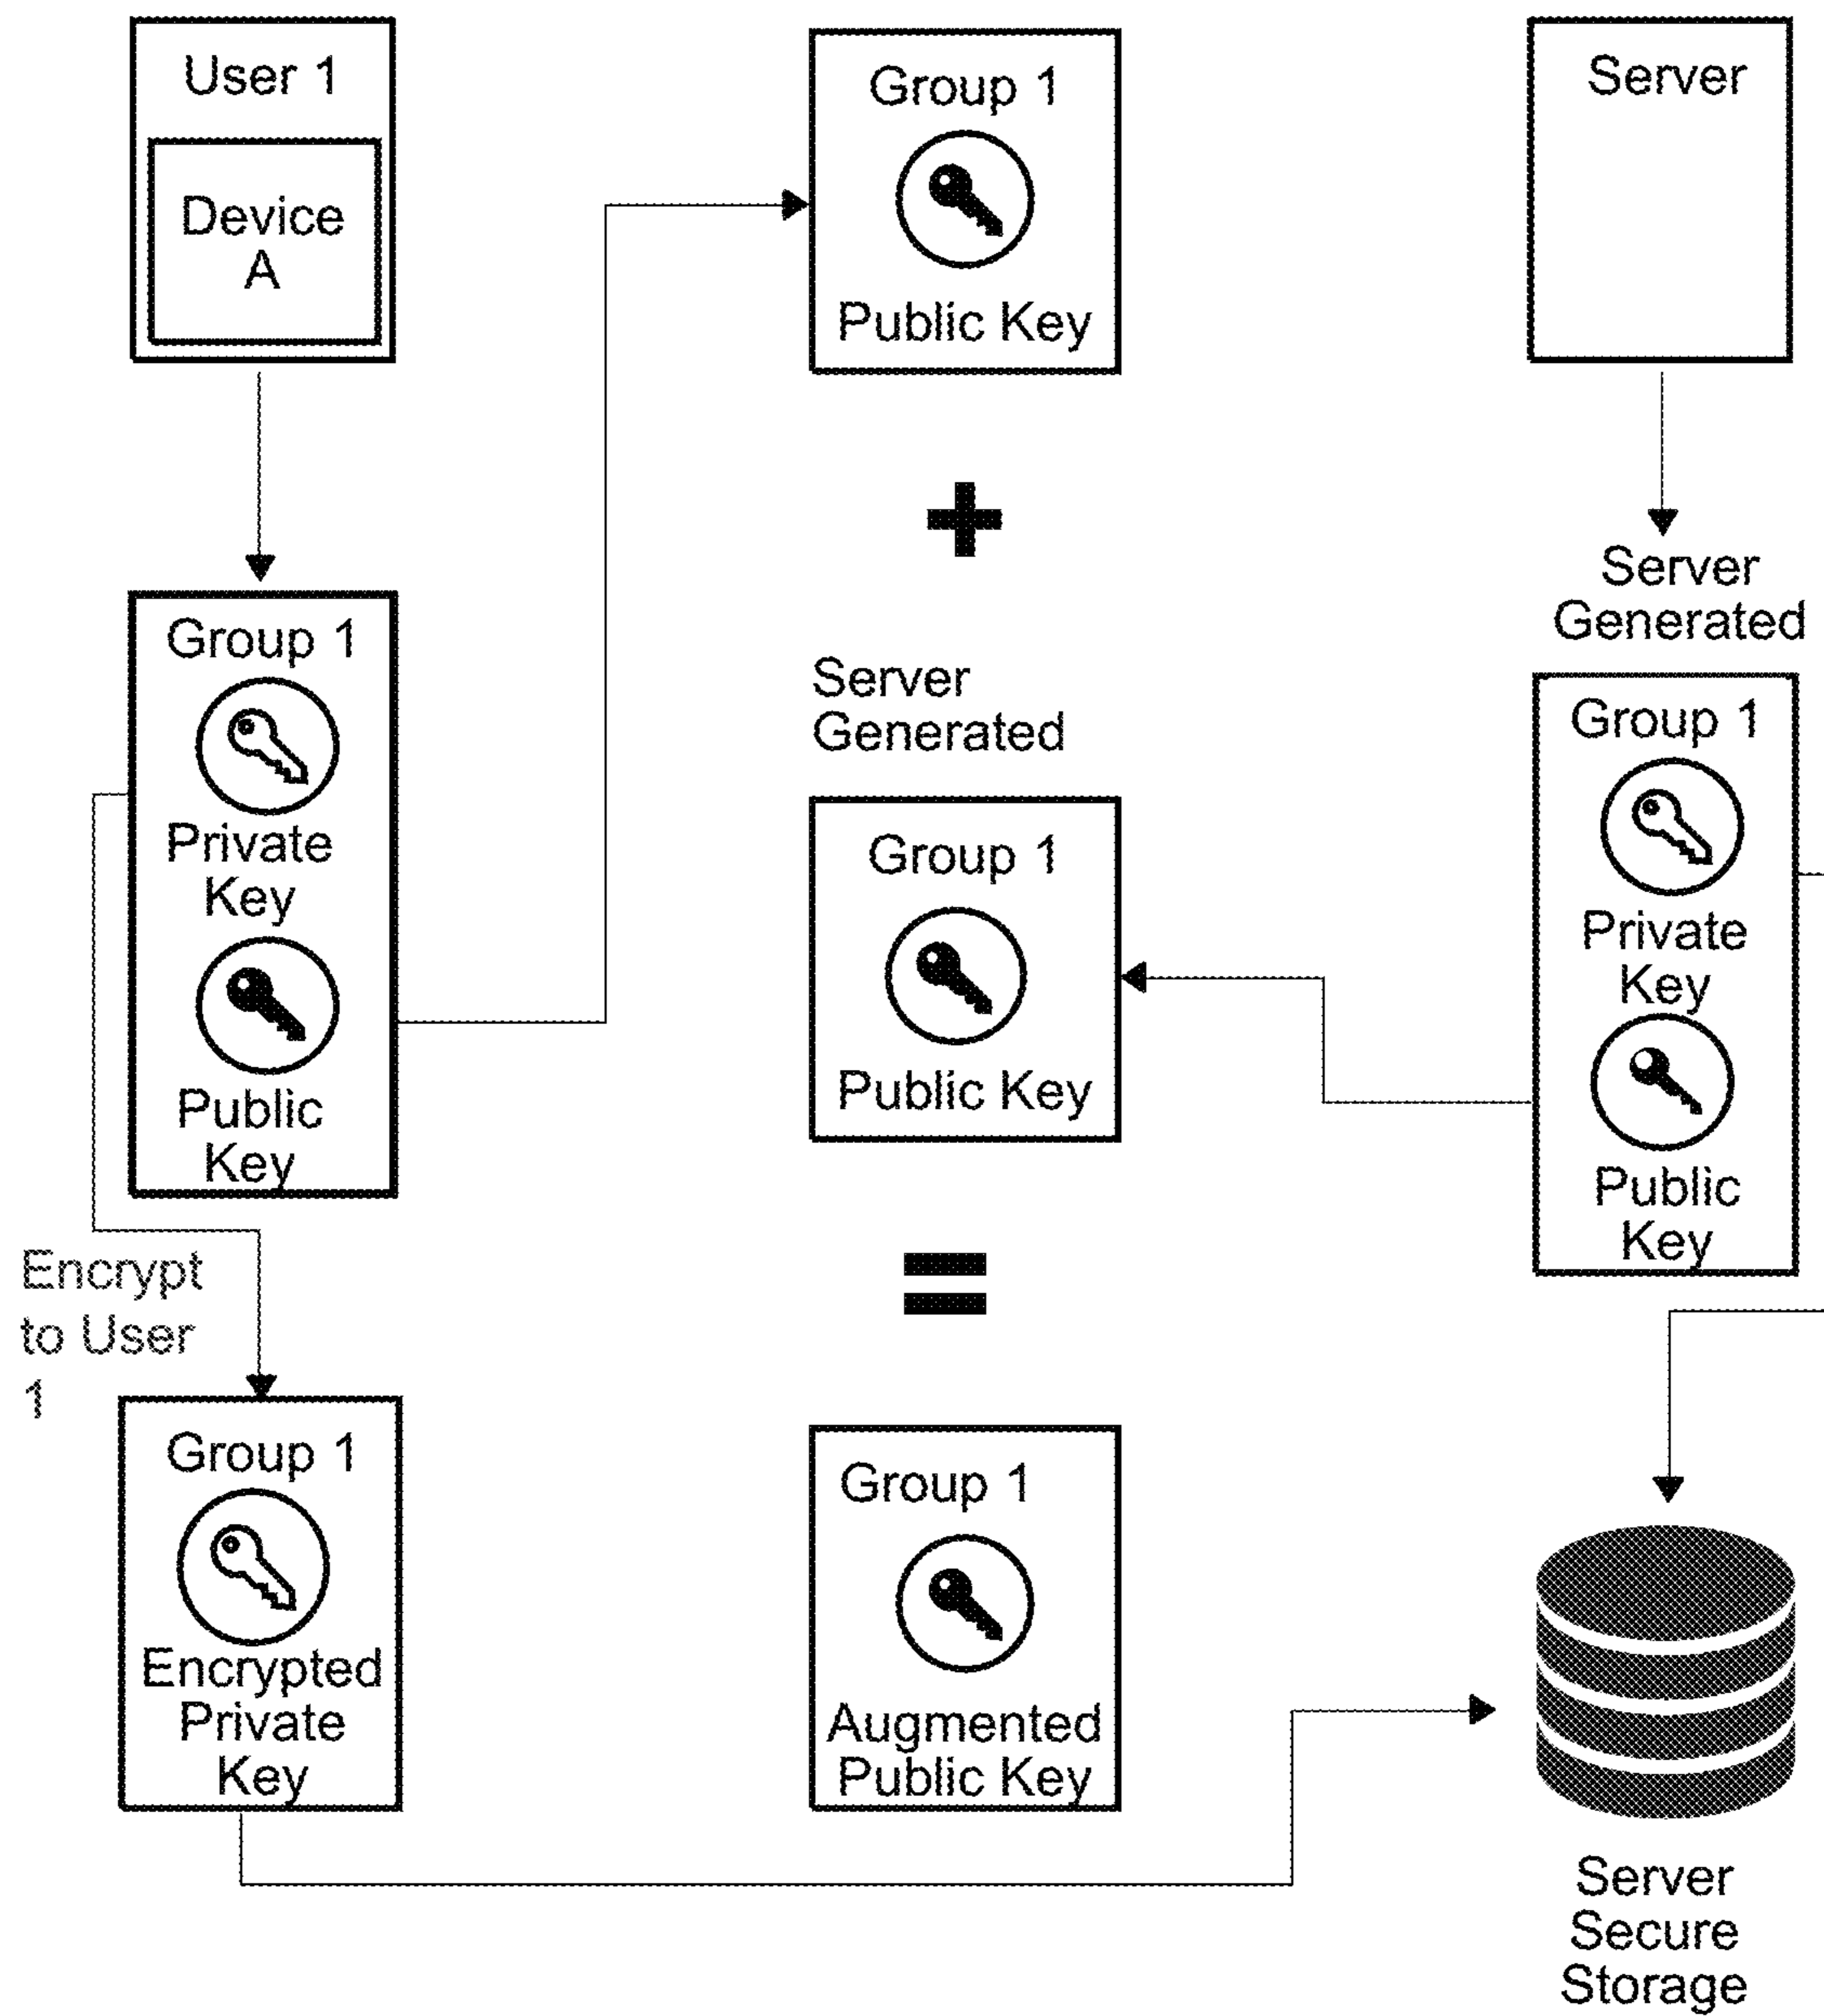 User 1
Device
A
Group 1
Private
Key
Public
Key
Encrypt
to User
1
Group 1
Encrypted
Private
Key
Group 1
Public Key
+
Server
Generated
Group 1
Public Key
=
Group 1
Augmented
Public Key
Server
Server
Generated
Group 1
Private
Key
Public
Key
Server
Secure
Storage